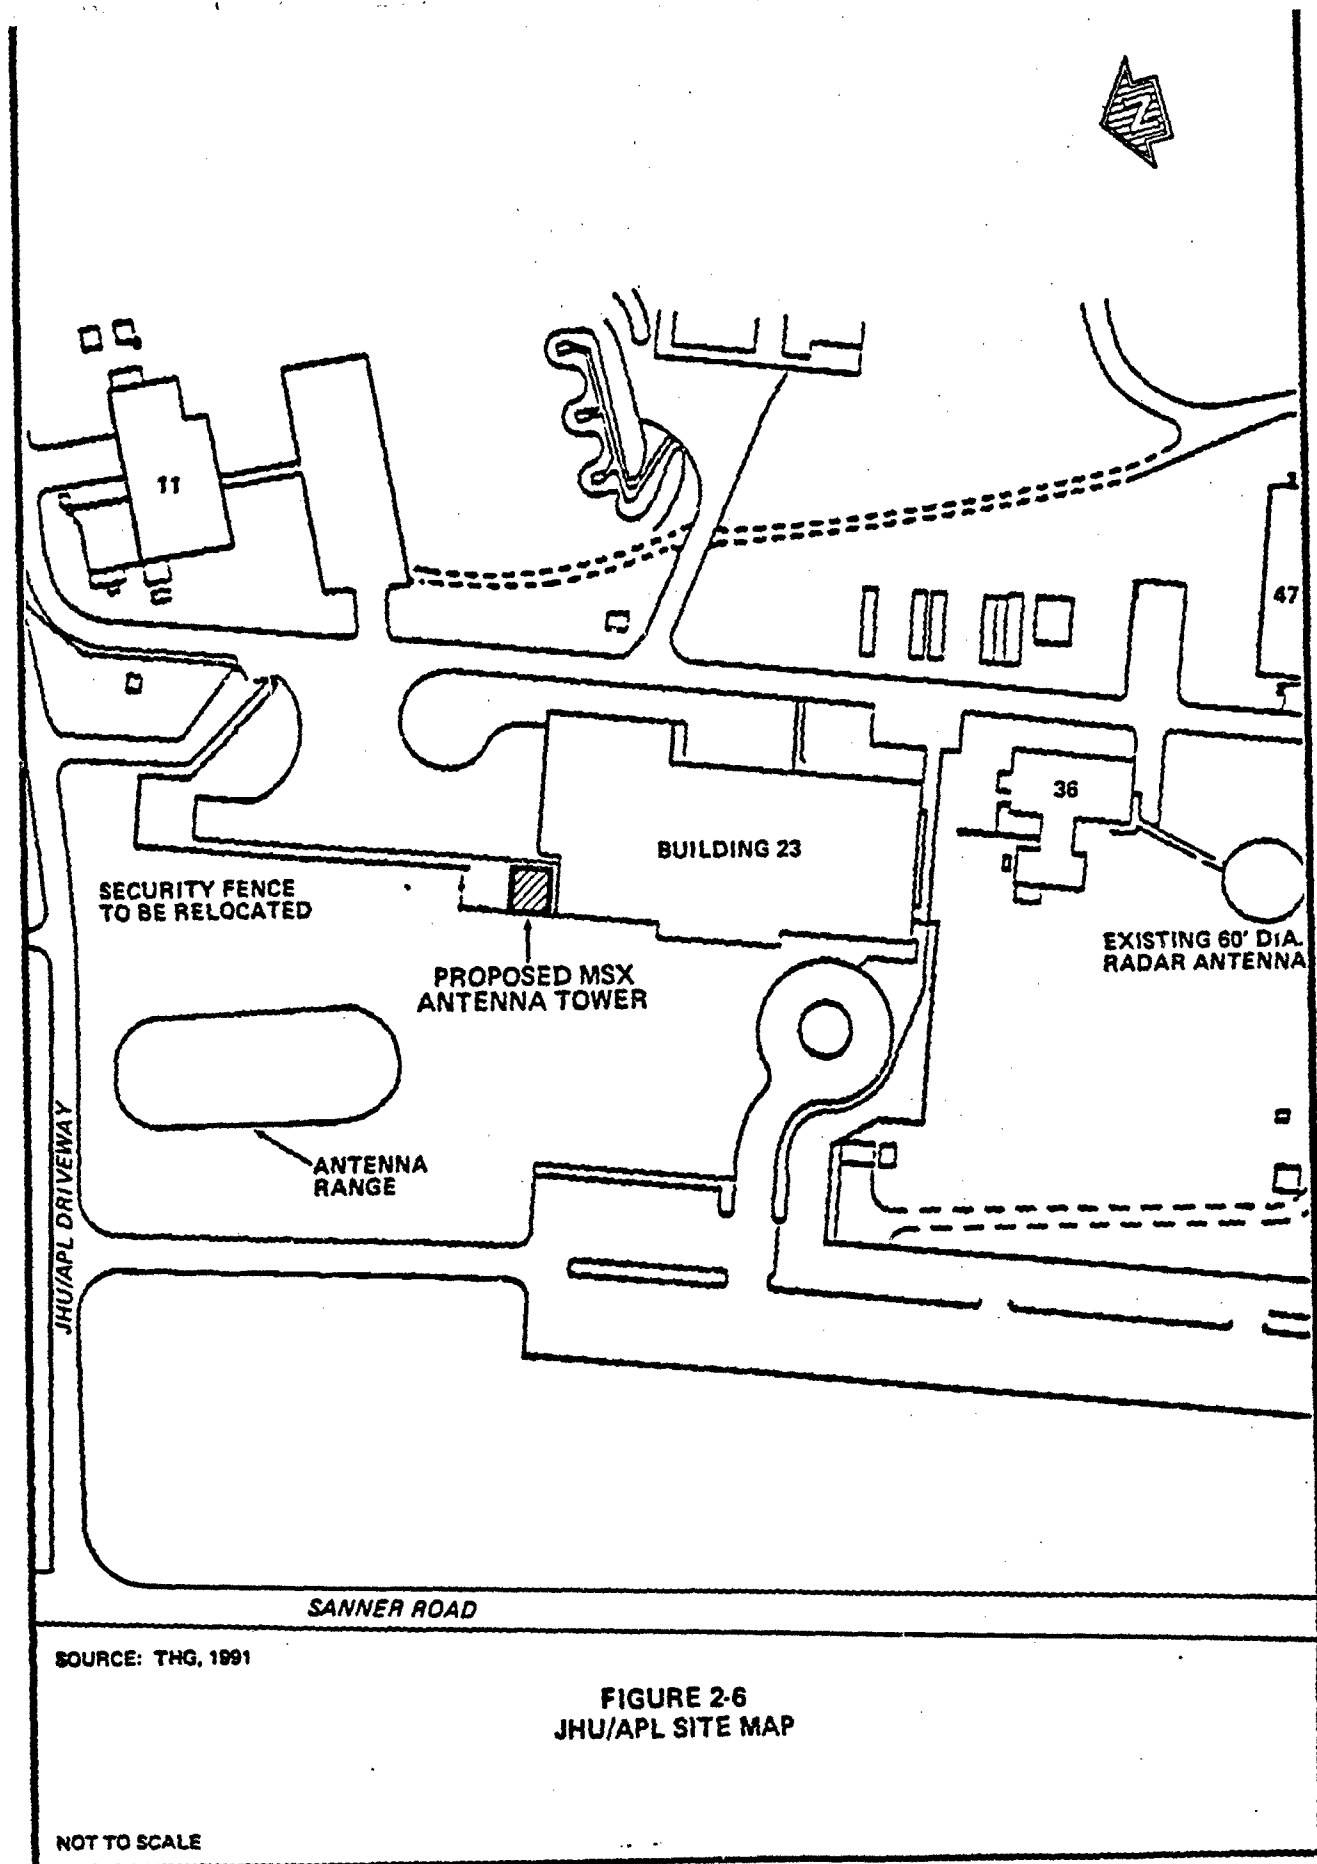 N
11
47
36
BUILDING 23
SECURITY FENCE
TO BE RELOCATED
EXISTING 60' DIA.
RADAR ANTENNA
PROPOSED MSX
ANTENNA TOWER
ANTENNA
RANGE
JHU/APL DRIVEWAY
SANNER ROAD
SOURCE: THG, 1991
FIGURE 2-6
JHU/APL SITE MAP
NOT TO SCALE